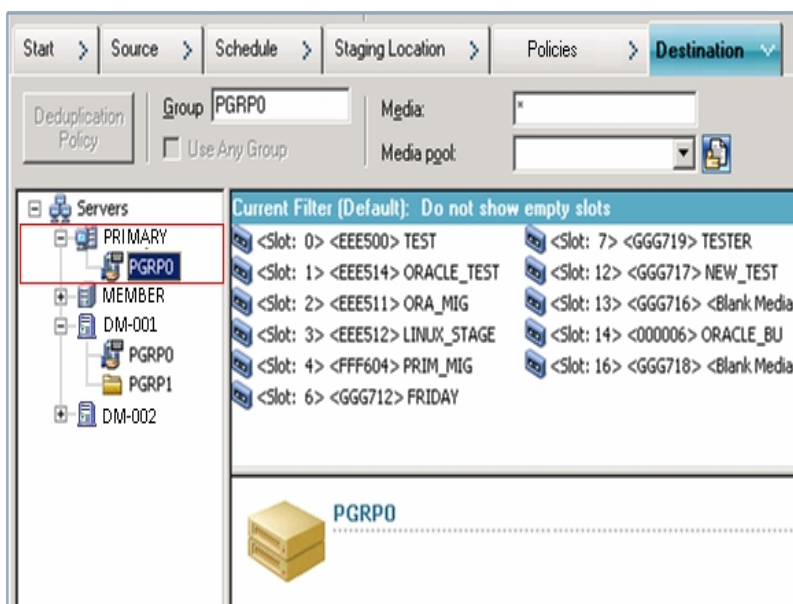 Start
Source
Schedule
Staging Location
Policies
Destination
Deduplication
Policy
Group PGRP0
Use Any Group
Media: *
Media pool:
Servers
PRIMARY
PGRP0
MEMBER
DM-001
PGRP0
PGRP1
DM-002
Current Filter (Default): Do not show empty slots
<Slot: 0> <EEE500> TEST
<Slot: 1> <EEE514> ORACLE_TEST
<Slot: 2> <EEE511> ORA_MIG
<Slot: 3> <EEE512> LINUX_STAGE
<Slot: 4> <FFF604> PRIM_MIG
<Slot: 6> <GGG712> FRIDAY
<Slot: 7> <GGG719> TESTER
<Slot: 12> <GGG717> NEW_TEST
<Slot: 13> <GGG716> <Blank Media
<Slot: 14> <000006> ORACLE_BU
<Slot: 16> <GGG718> <Blank Media
PGRP0